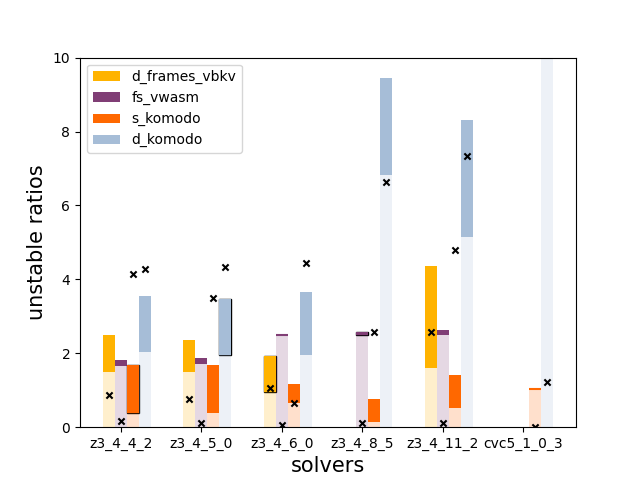 unstable ratios
10
8
6
4
2
0
d_frames_vbkv
fs_vwasm
s_komodo
d_komodo
z3_4_4_2 z3_4_5_0 z3_4_6_0 z3_4_8_5 z3_4_11_2 cvc5_1_0_3
solvers